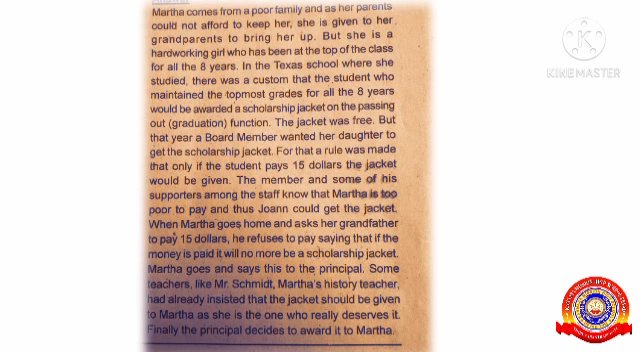 Martha comes from a poor family and as her parents
could not afford to keep her, she is given to her
grandparents to bring her up. But she is a
hardworking girl who has been at the top of the class
for all the 8 years. In the Texas school where she
studied, there was a custom that the student who
maintained the topmost grades for all the 8 years
would be awarded a scholarship jacket on the passing
out (graduation) function. The jacket was free. But
that year a Board Member wanted her daughter to
get the scholarship jacket. For that a rule was made
that only if the student pays 15 dollars the jacket
would be given. The member and some of his
supporters among the staff know that Martha is too
poor to pay and thus Joann could get the jacket.
When Martha goes home and asks her grandfather
to pay 15 dollars, he refuses to pay saying that if the
money is paid it will no more be a scholarship jacket.
Martha goes and says this to the principal. Some
teachers, like Mr. Schmidt, Martha's history teacher,
had already insisted that the jacket should be given
to Martha as she is the one who really deserves it.
Finally the principal decides to award it to Martha.
KINEMASTER